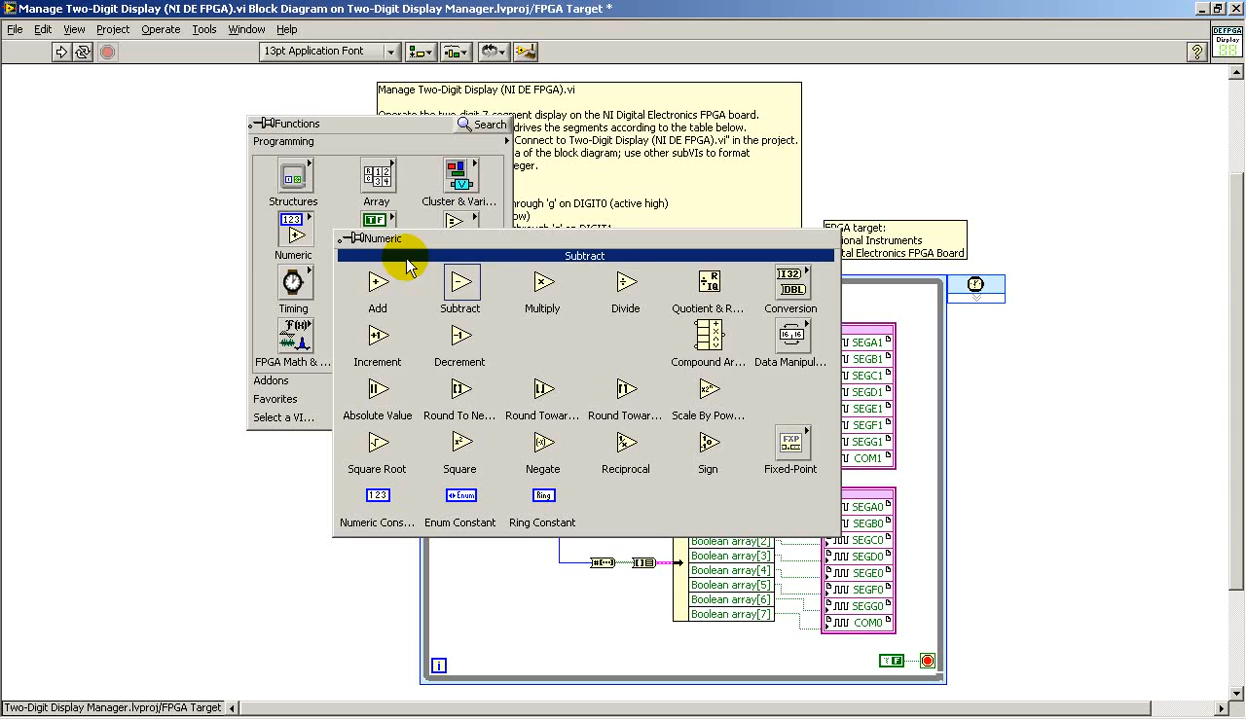 Manage Two-Digit Display (NI DE FPGA).vi Block Diagram on Two-Digit Display Manager.lvproj/FPGA Target *
File Edit View Project Operate Tools Window Help
13pt Application Font
?
DEFPGA
Display
Manage Two-Digit Display (NI DE FPGA).vi
Operate the two-digit 7-segment display on the NI Digital Electronics FPGA board.
drives the segments according to the table below.
Connect to Two-Digit Display (NI DE FPGA).vi" in the project.
a of the block diagram; use other subVIs to format
eger.
hrough 'g' on DIGIT0 (active high)
ow)
hrough 'g' on DIGIT1
FPGA target:
ional Instruments
ital Electronics FPGA Board
Functions
Search
Programming
Structures
Array
Cluster & Vari...
Numeric
Timing
FPGA Math & ...
Addons
Favorites
Select a VI...
Numeric
Subtract
Add
Subtract
Multiply
Divide
Quotient & R...
Conversion
Increment
Decrement
Compound Ar...
Data Manipul...
Absolute Value
Round To Ne...
Round Towar...
Round Towar...
Scale By Pow...
Square Root
Square
Negate
Reciprocal
Sign
Fixed-Point
Numeric Cons...
Enum Constant
Ring Constant
SEGA1
SEGB1
SEGC1
SEGD1
SEGE1
SEGF1
SEGG1
COM1
SEGA0
SEGB0
SEGC0
SEGD0
SEGE0
SEGF0
SEGG0
COM0
Boolean array[2]
Boolean array[3]
Boolean array[4]
Boolean array[5]
Boolean array[6]
Boolean array[7]
i
Two-Digit Display Manager.lvproj/FPGA Target